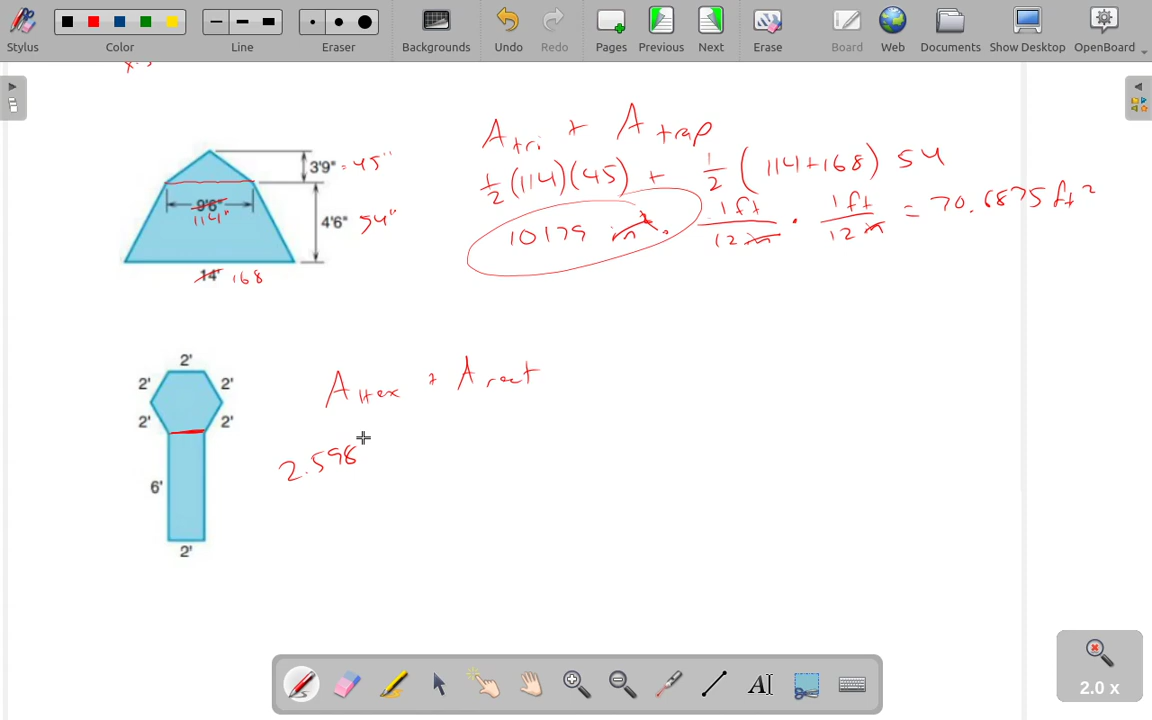 Stylus Color Line Eraser Backgrounds Undo Redo Pages Previous Next Erase Board Web Documents Show Desktop OpenBoard
A tri + A trap
3'9" = 45"
1/2 (114)(45) + 1/2 (114+168) 54
9'6"
114"
4'6" 54"
10179 in². 1 ft/12 in · 1 ft/12 in = 70.6875 ft²
14' 168
2'
2' 2'
A Hex + A rect
2' 2'
2.598
6'
2'
2.0 x